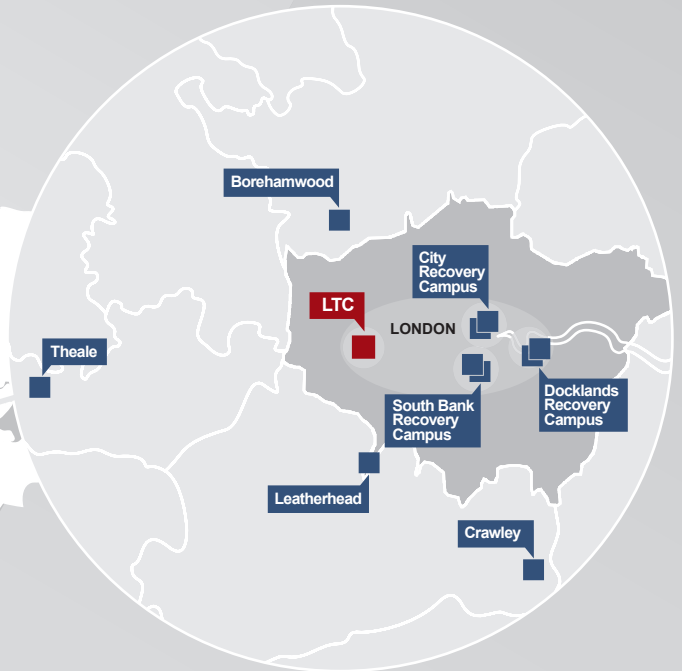 Borehamwood
City
Recovery
Campus
LTC
LONDON
Theale
South Bank
Recovery
Campus
Docklands
Recovery
Campus
Leatherhead
Crawley